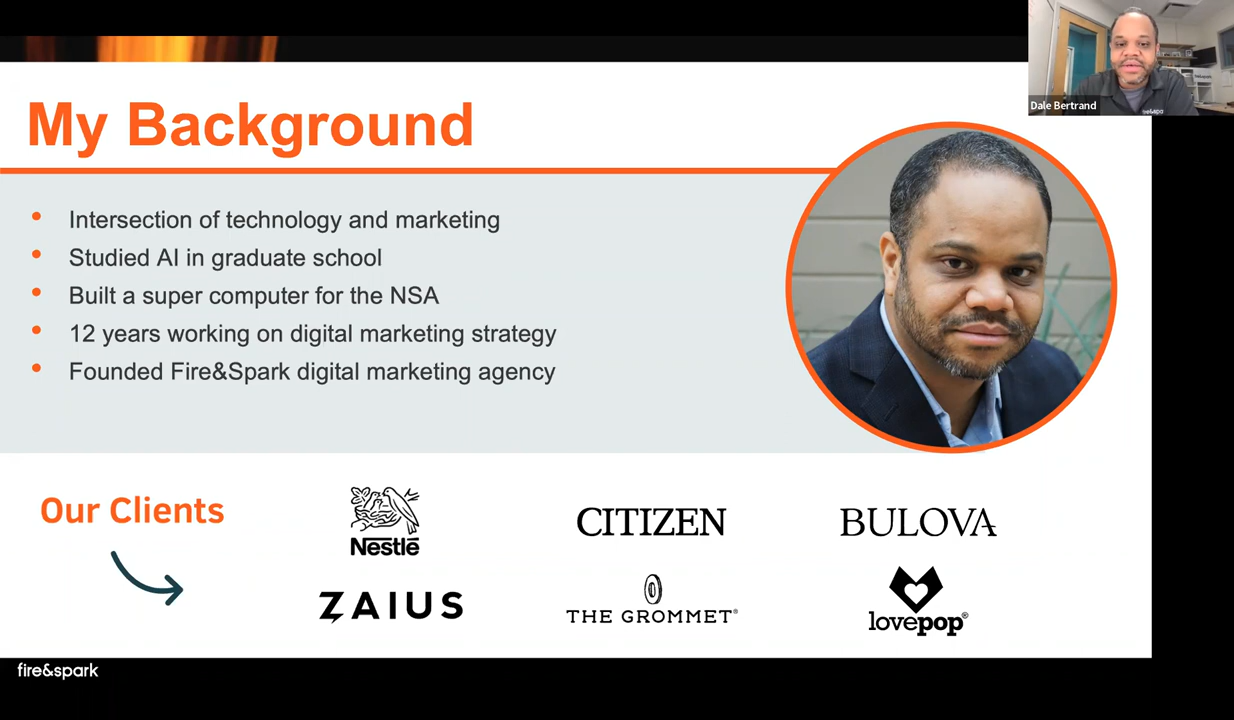 Dale Bertrand
My Background
Intersection of technology and marketing
Studied AI in graduate school
Built a super computer for the NSA
12 years working on digital marketing strategy
Founded Fire&Spark digital marketing agency
Our Clients
Nestlé
CITIZEN
BULOVA
ZAIUS
THE GROMMET®
lovepop®
fire&spark